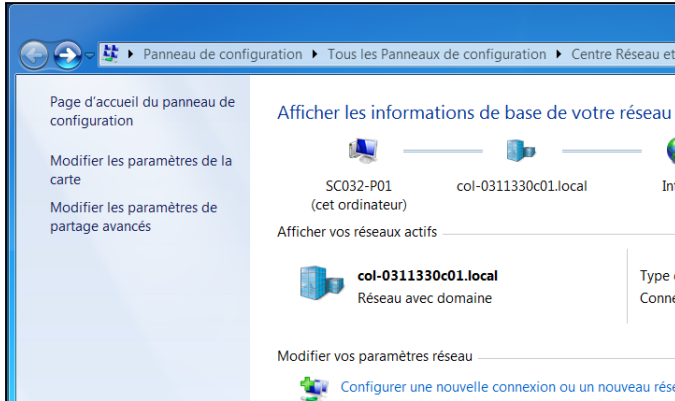 Panneau de configuration ▸ Tous les Panneaux de configuration ▸ Centre Réseau et
Page d'accueil du panneau de
configuration
Modifier les paramètres de la
carte
Modifier les paramètres de
partage avancés
Afficher les informations de base de votre réseau
SC032-P01
(cet ordinateur)
col-0311330c01.local
Int
Afficher vos réseaux actifs
col-0311330c01.local
Réseau avec domaine
Type
Conne
Modifier vos paramètres réseau
Configurer une nouvelle connexion ou un nouveau rése